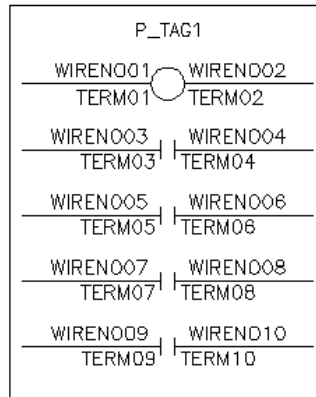 P_TAG1
WIRENO01 WIRENO02
TERM01 TERM02
WIRENO03 WIRENO04
TERM03 TERM04
WIRENO05 WIRENO06
TERM05 TERM06
WIRENO07 WIRENO08
TERM07 TERM08
WIRENO09 WIRENO10
TERM09 TERM10